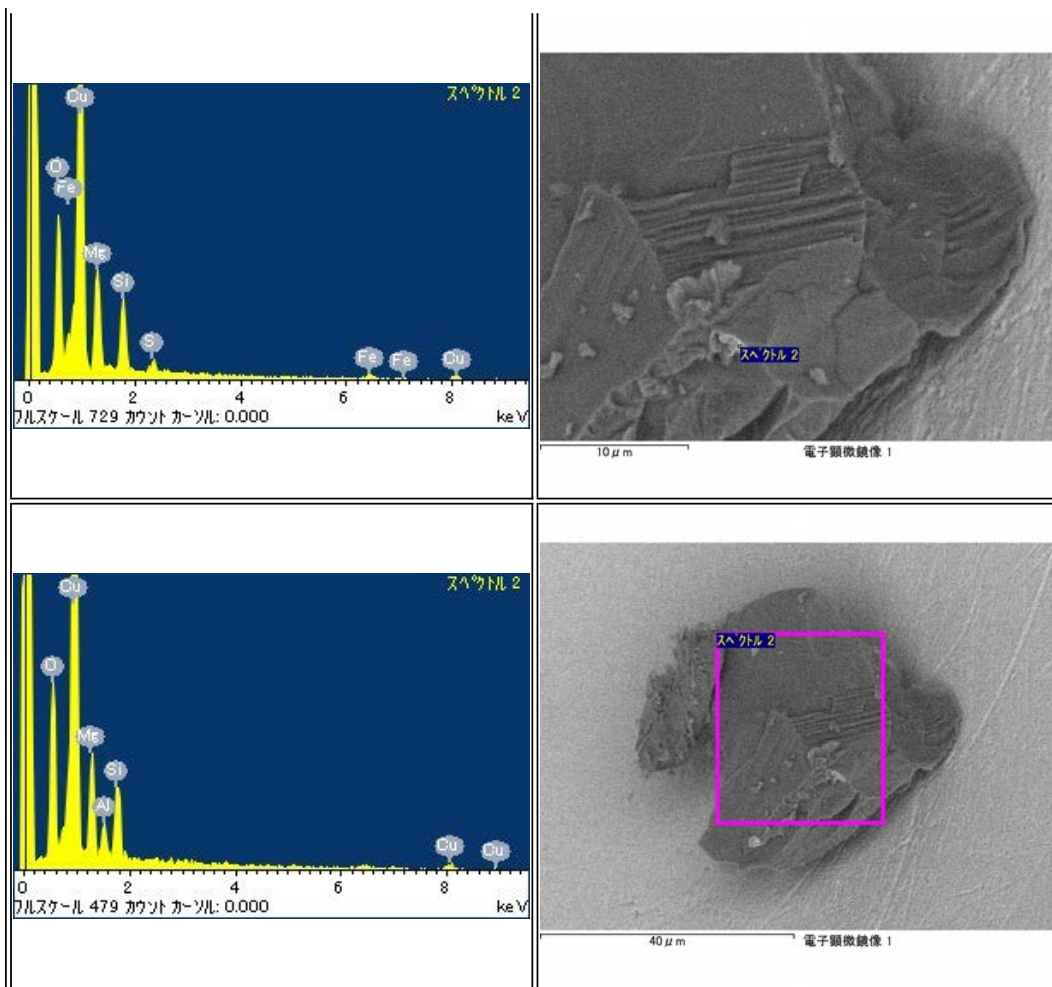 スペクトル 2
Cu
O
Fe
Mg
Si
S
Fe
Fe
Cu
0 2 4 6 8
フルスケール 729 カウント カーソル: 0.000 keV
スペクトル 2
10μm 電子顕微鏡像 1
スペクトル 2
Cu
O
Mg
Si
Al
Cu
Cu
0 2 4 6 8
フルスケール 479 カウント カーソル: 0.000 keV
スペクトル 2
40μm 電子顕微鏡像 1